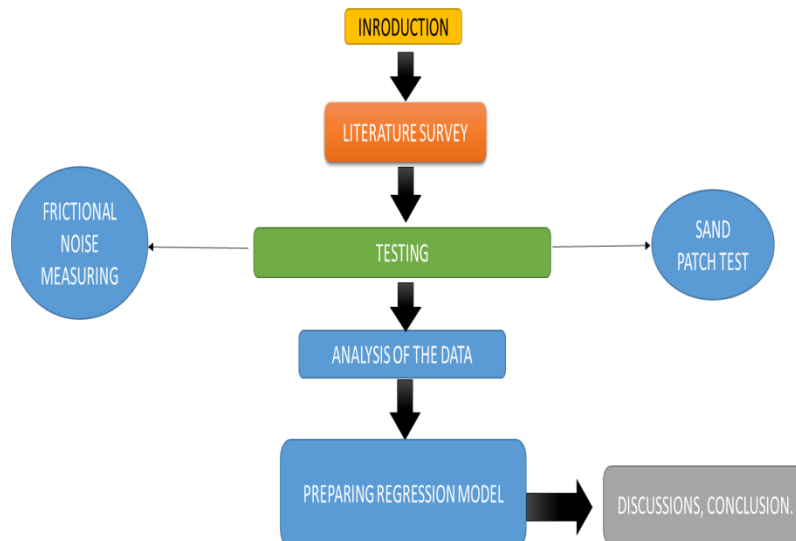 INRODUCTION
LITERATURE SURVEY
FRICTIONAL
NOISE
MEASURING
TESTING
SAND
PATCH TEST
ANALYSIS OF THE DATA
PREPARING REGRESSION MODEL
DISCUSSIONS, CONCLUSION.